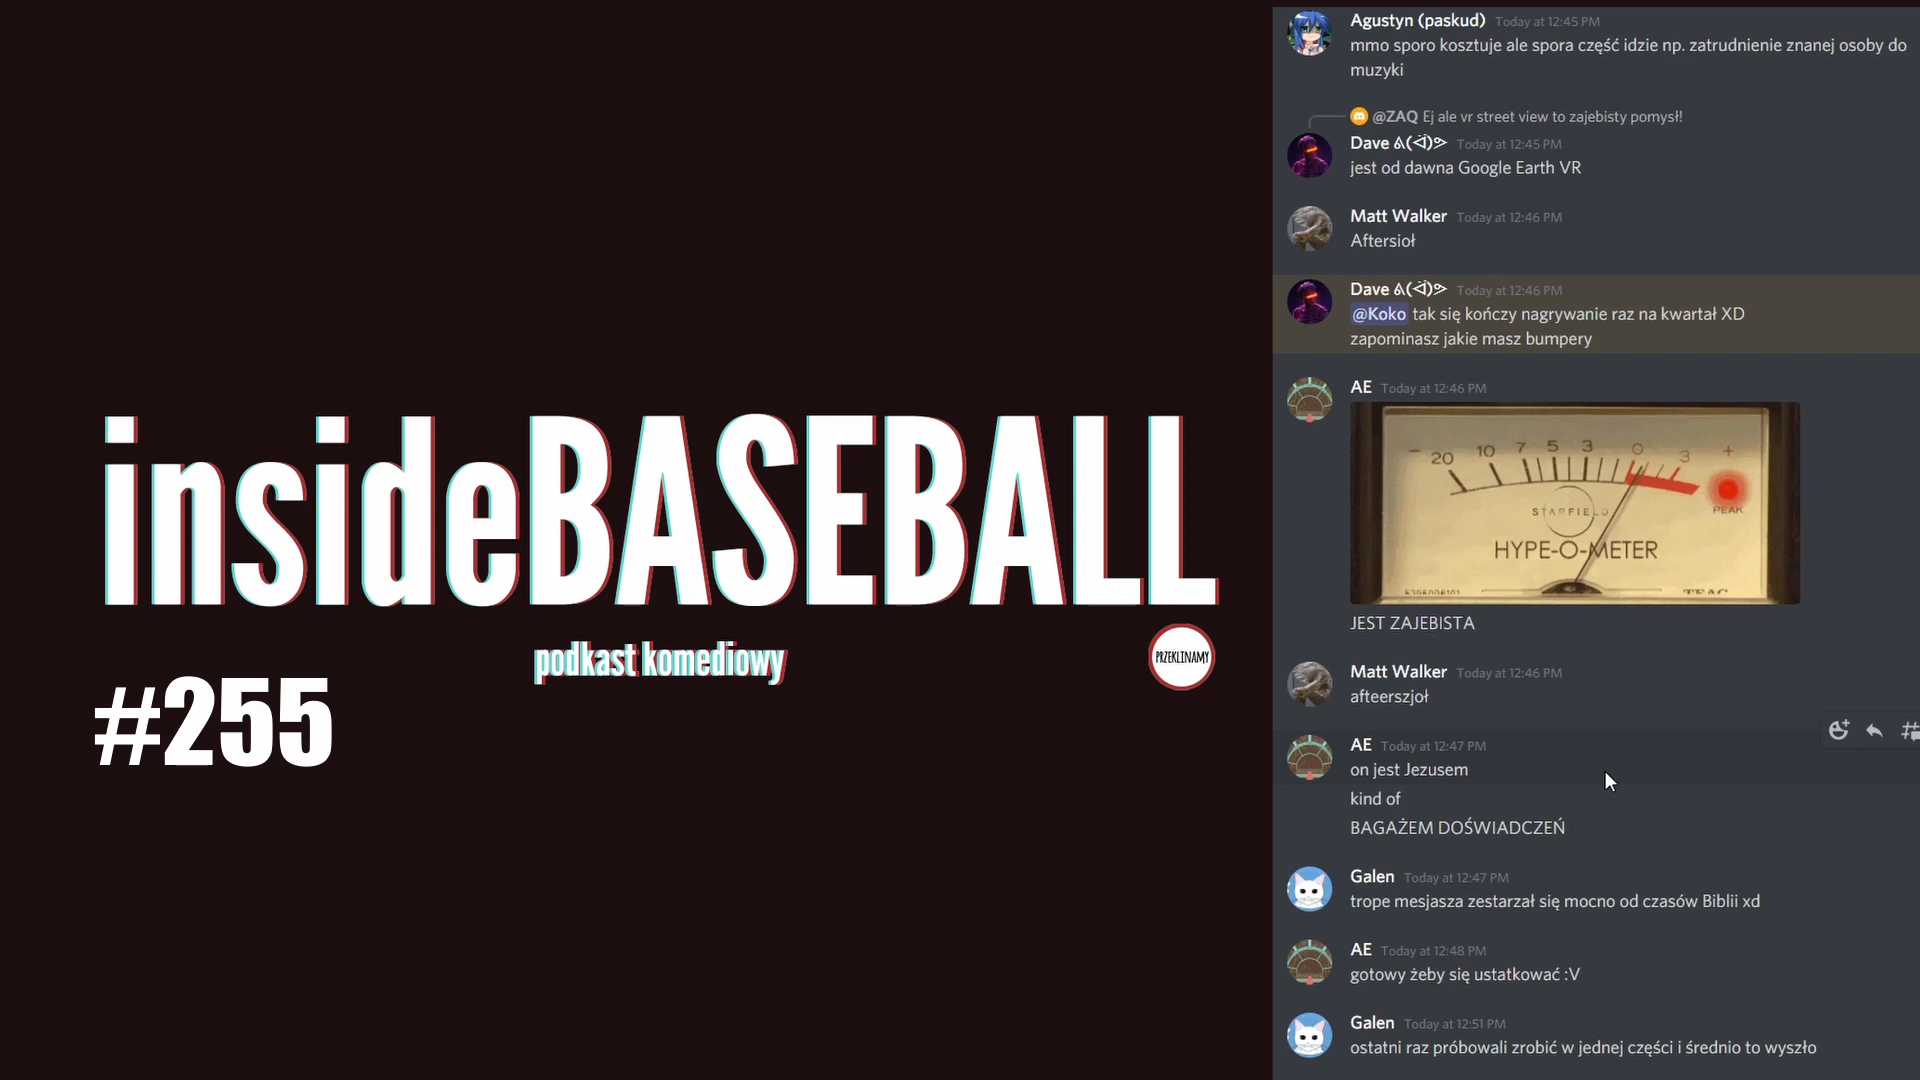 insideBASEBALL
podkast komediowy
PRZEKLINAMY
#255
Agustyn (paskud) Today at 12:45 PM
mmo sporo kosztuje ale spora część idzie np. zatrudnienie znanej osoby do
muzyki
@ZAQ Ej ale vr street view to zajebisty pomysł!
Dave Today at 12:45 PM
jest od dawna Google Earth VR
Matt Walker Today at 12:46 PM
Aftersioł
Dave Today at 12:46 PM
@Koko tak się kończy nagrywanie raz na kwartał XD
zapominasz jakie masz bumpery
AE Today at 12:46 PM
- 20 10 7 5 3 0 3 +
STARFIELD
PEAK
HYPE-O-METER
TEAC
JEST ZAJEBISTA
Matt Walker Today at 12:46 PM
afteerszjoł
AE Today at 12:47 PM
on jest Jezusem
kind of
BAGAŻEM DOŚWIADCZEŃ
Galen Today at 12:47 PM
trope mesjasza zestarzał się mocno od czasów Biblii xd
AE Today at 12:48 PM
gotowy żeby się ustatkować :V
Galen Today at 12:51 PM
ostatni raz próbowali zrobić w jednej części i średnio to wyszło